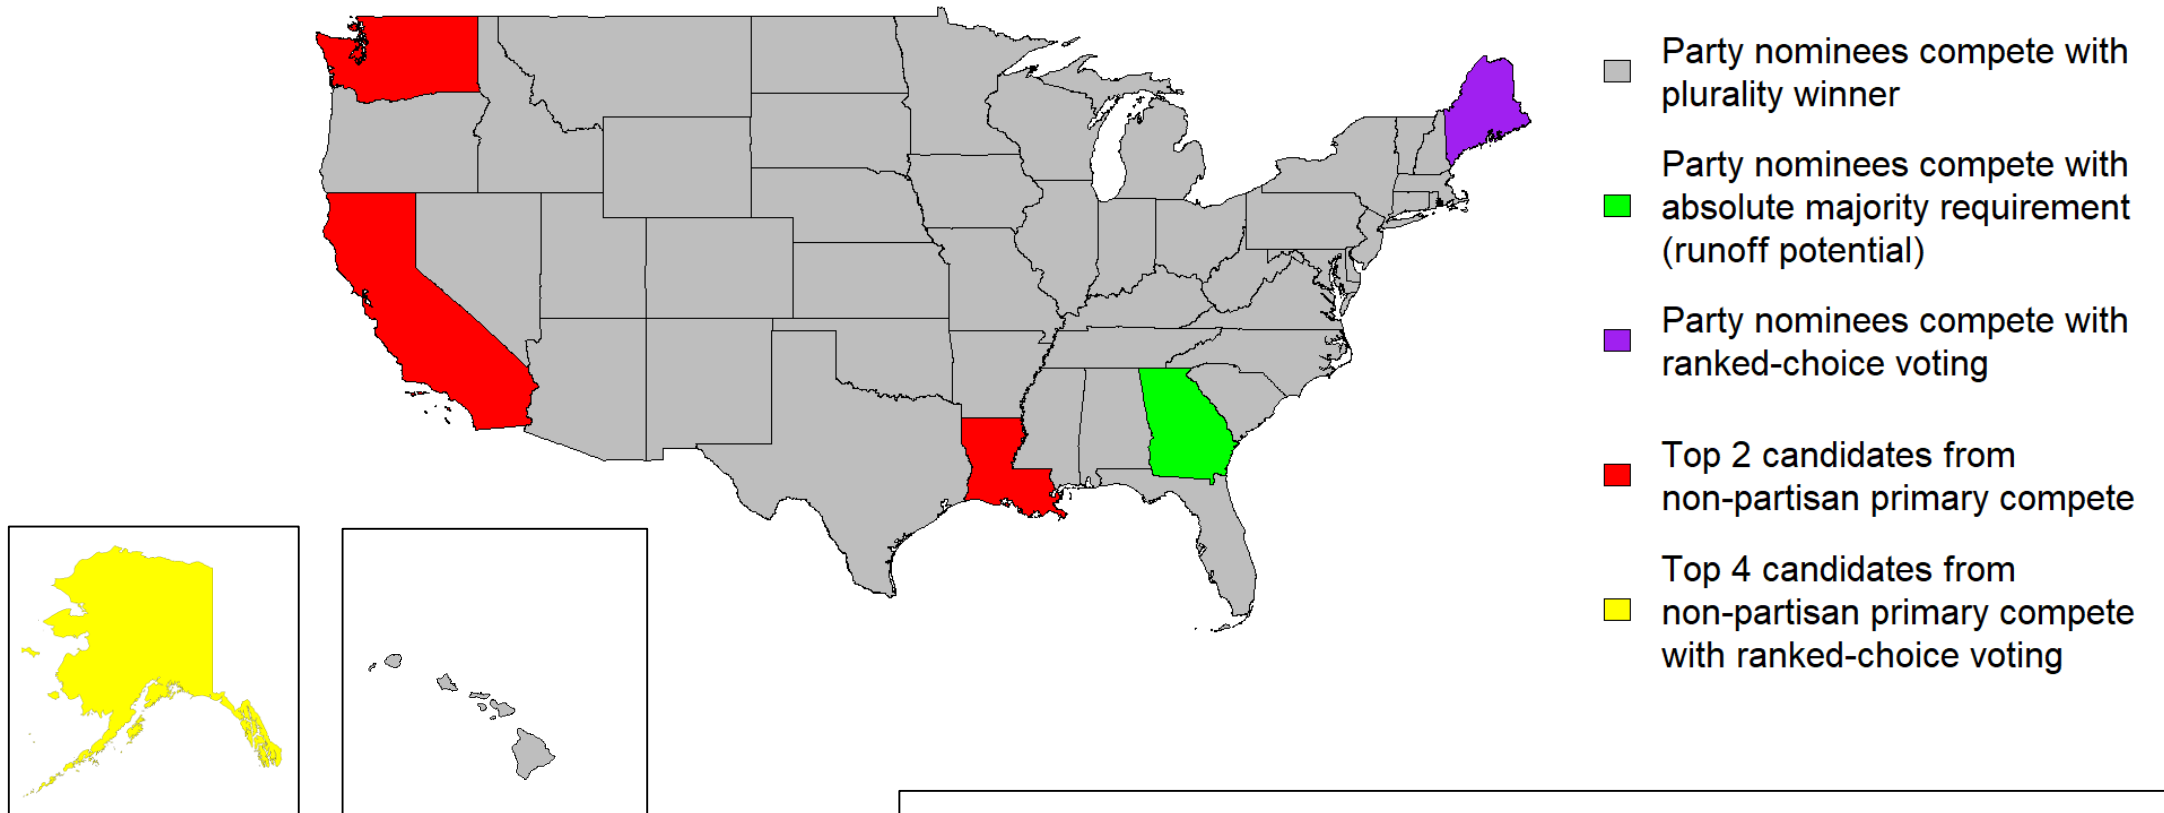 Party nominees compete with
plurality winner
Party nominees compete with
absolute majority requirement
(runoff potential)
Party nominees compete with
ranked-choice voting
Top 2 candidates from
non-partisan primary compete
Top 4 candidates from
non-partisan primary compete
with ranked-choice voting